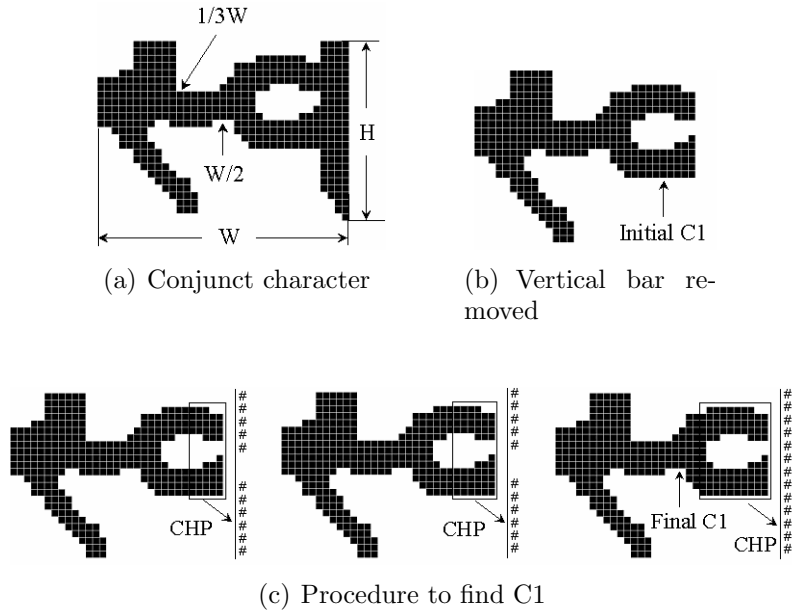 1/3W
H
W/2
W
Initial C1
(a) Conjunct character
(b) Vertical bar re-
moved
# # # # #
# # # # # #
CHP
# # # # #
# # # # # #
CHP
# # # # # # # # # # # # #
Final C1
CHP
(c) Procedure to find C1